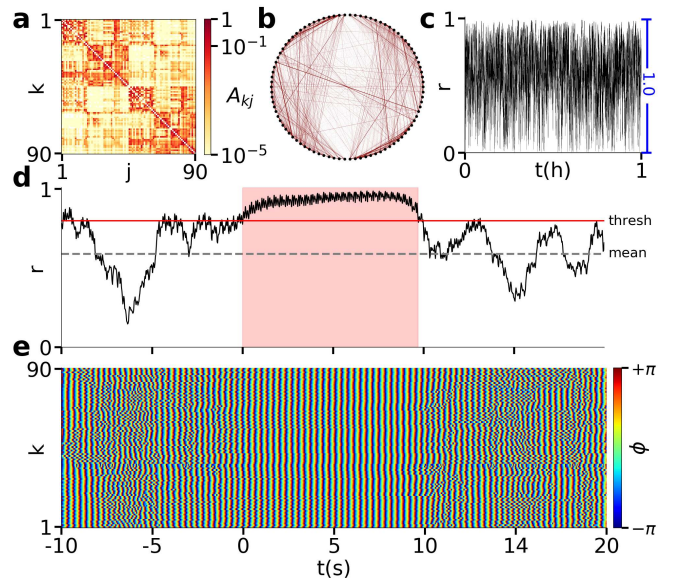 a
1
k
90
1
j
90
1
10⁻¹
A_kj
10⁻⁵
b
c
1
r
0
0
t(h)
1
1.0
d
1
r
0
thresh
mean
e
90
k
1
-10
-5
0
5
10
14
20
t(s)
+π
ϕ
−π